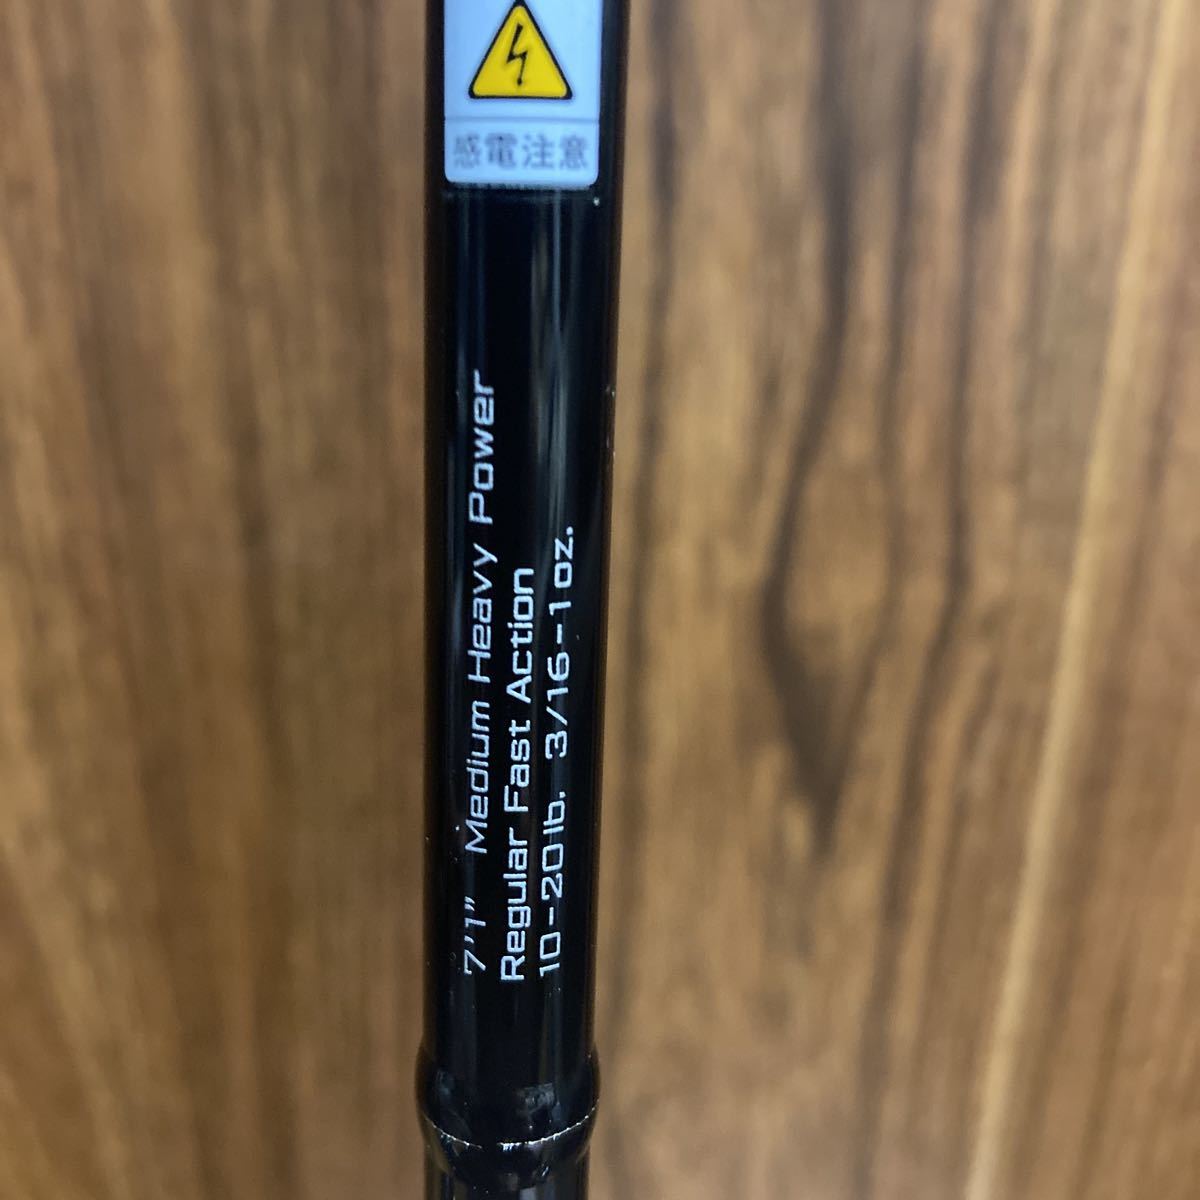 感電注意
7'1" Medium Heavy Power
Regular Fast Action
10-20lb. 3/16-1oz.